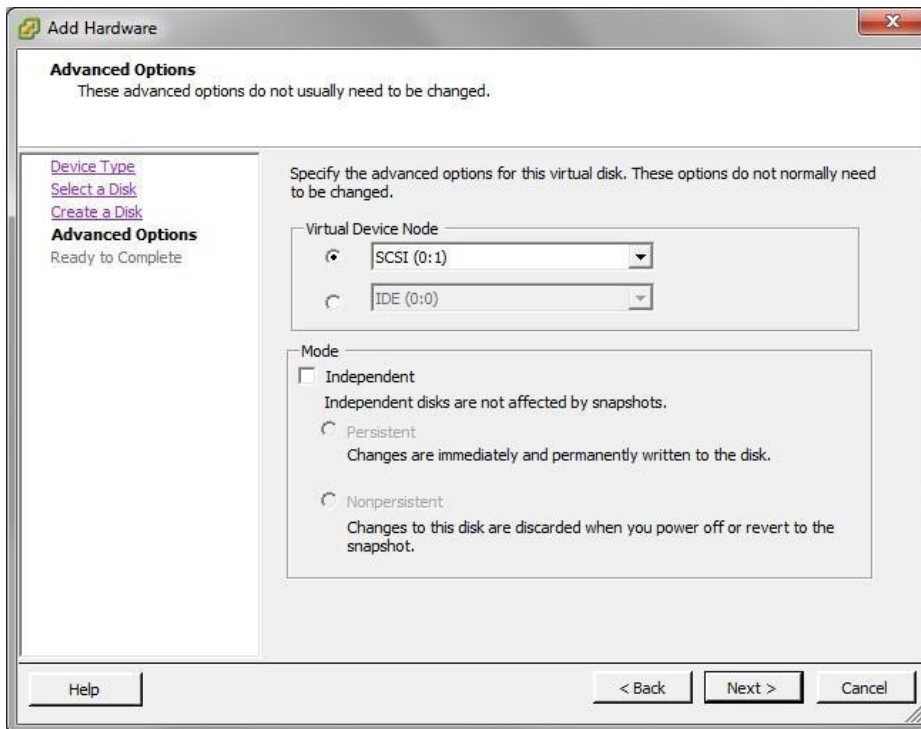 Add Hardware
Advanced Options
These advanced options do not usually need to be changed.
Device Type
Select a Disk
Create a Disk
Advanced Options
Ready to Complete
Specify the advanced options for this virtual disk. These options do not normally need
to be changed.
Virtual Device Node
SCSI (0:1)
IDE (0:0)
Mode
Independent
Independent disks are not affected by snapshots.
Persistent
Changes are immediately and permanently written to the disk.
Nonpersistent
Changes to this disk are discarded when you power off or revert to the
snapshot.
Help
< Back
Next >
Cancel